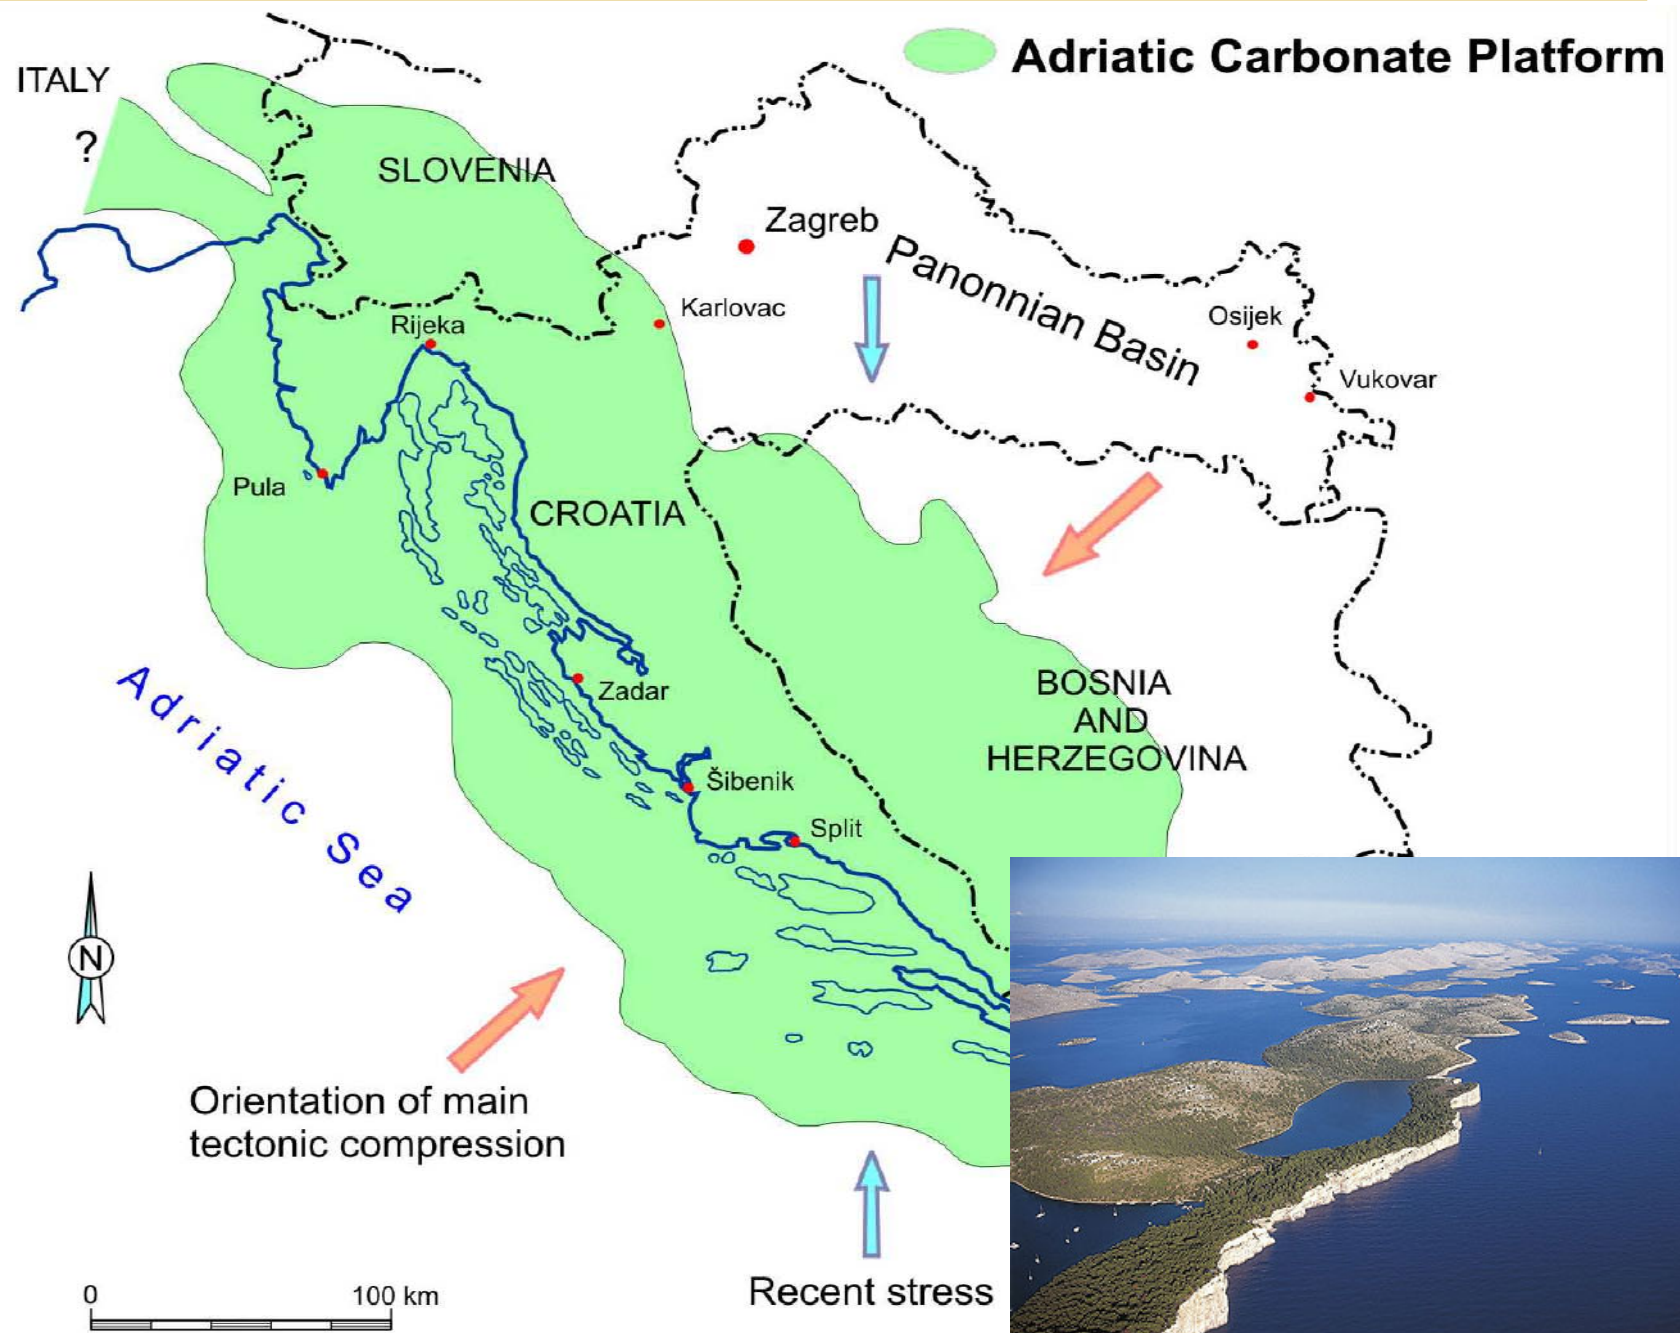 Adriatic Carbonate Platform
ITALY
?
SLOVENIA
Zagreb
Panonnian Basin
Karlovac
Osijek
Rijeka
Vukovar
Pula
CROATIA
Adriatic Sea
Zadar
BOSNIA
AND
HERZEGOVINA
Šibenik
Split
N
Orientation of main
tectonic compression
Recent stress
0 100 km